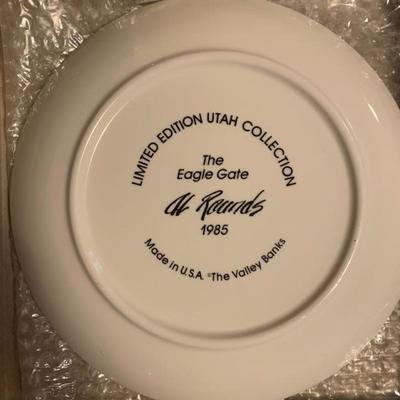 LIMITED EDITION UTAH COLLECTION
The
Eagle Gate
Al Rounds
1985
Made in U.S.A. ©The Valley Banks